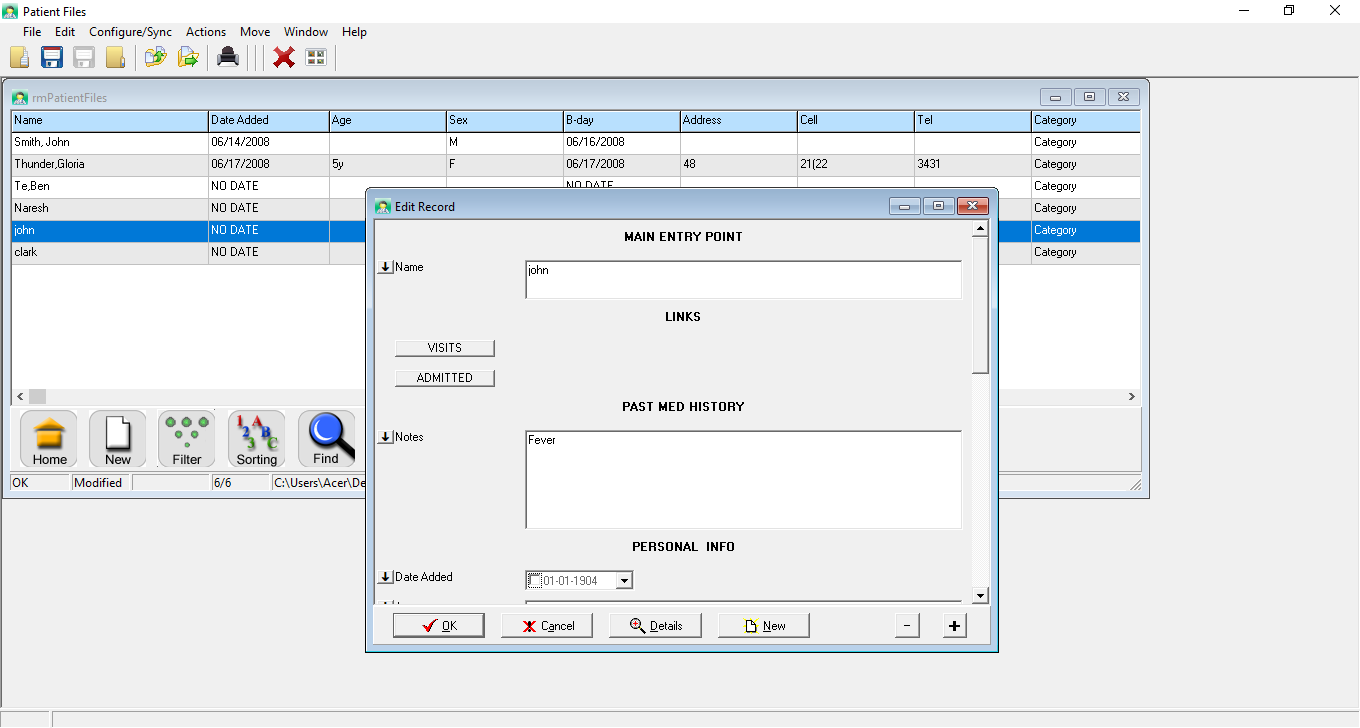 Patient Files
File Edit Configure/Sync Actions Move Window Help
rmPatientFiles
Name Date Added Age Sex B-day Address Cell Tel Category
Smith, John 06/14/2008 M 06/16/2008 Category
Thunder,Gloria 06/17/2008 5y F 06/17/2008 48 21(22 3431 Category
Te,Ben NO DATE NO DATE Category
Naresh NO DATE Category
john NO DATE Category
clark NO DATE Category
Edit Record
MAIN ENTRY POINT
Name john
LINKS
VISITS
ADMITTED
PAST MED HISTORY
Notes Fever
PERSONAL INFO
Date Added 01-01-1904
OK Cancel Details New - +
Home New Filter 123 ABC Sorting Find
OK Modified 6/6 C:\Users\Acer\De